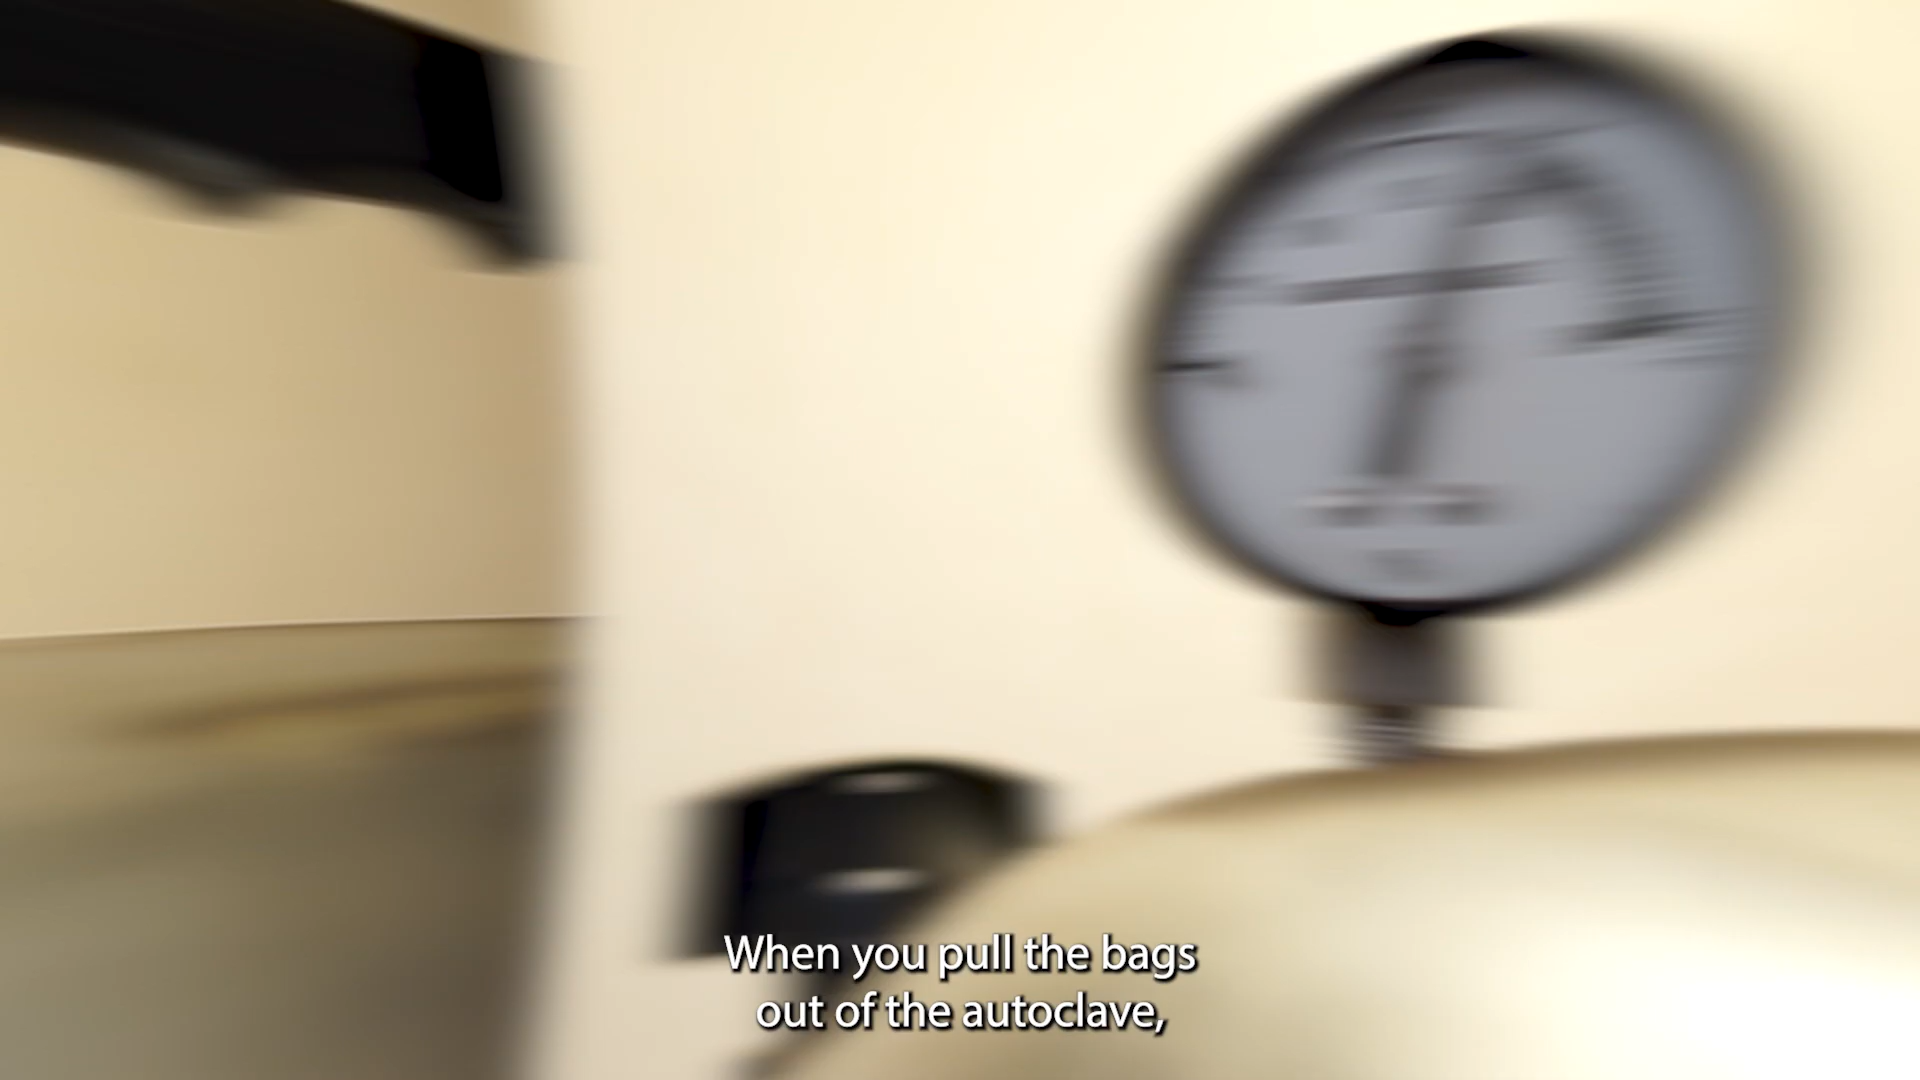 When you pull the bags
out of the autoclave,